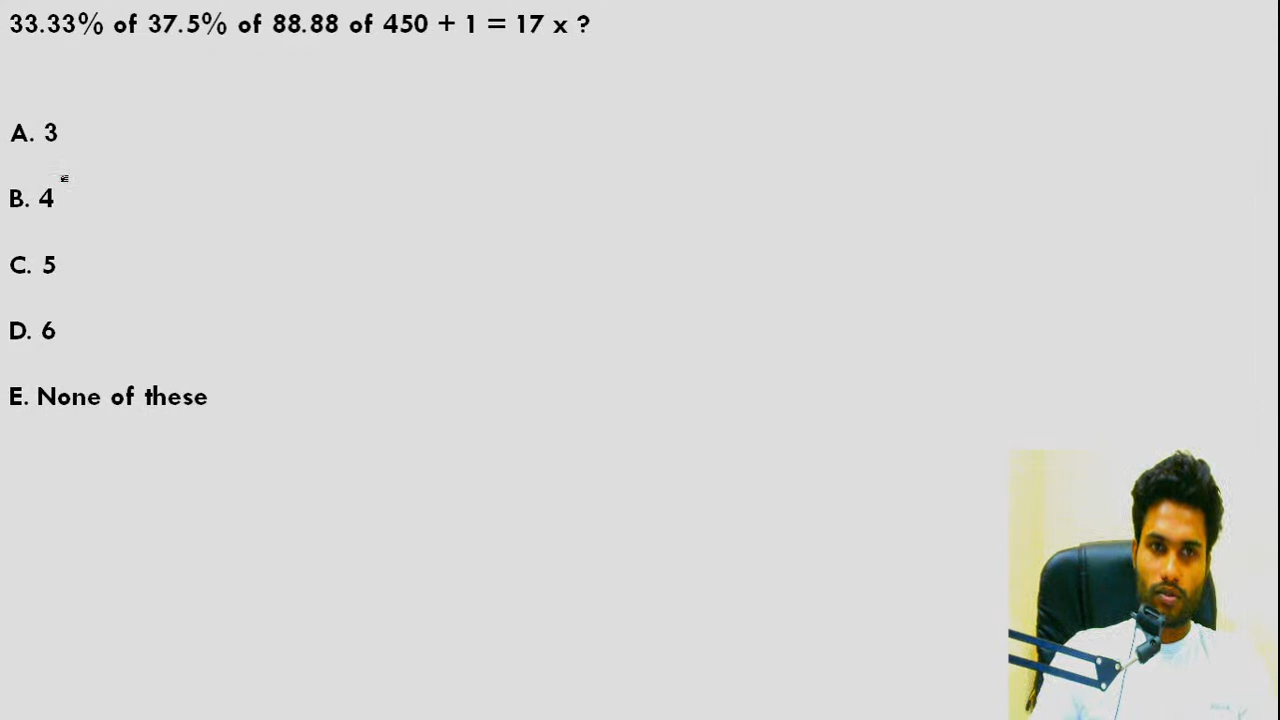 33.33% of 37.5% of 88.88 of 450 + 1 = 17 x ?
A. 3
B. 4
C. 5
D. 6
E. None of these